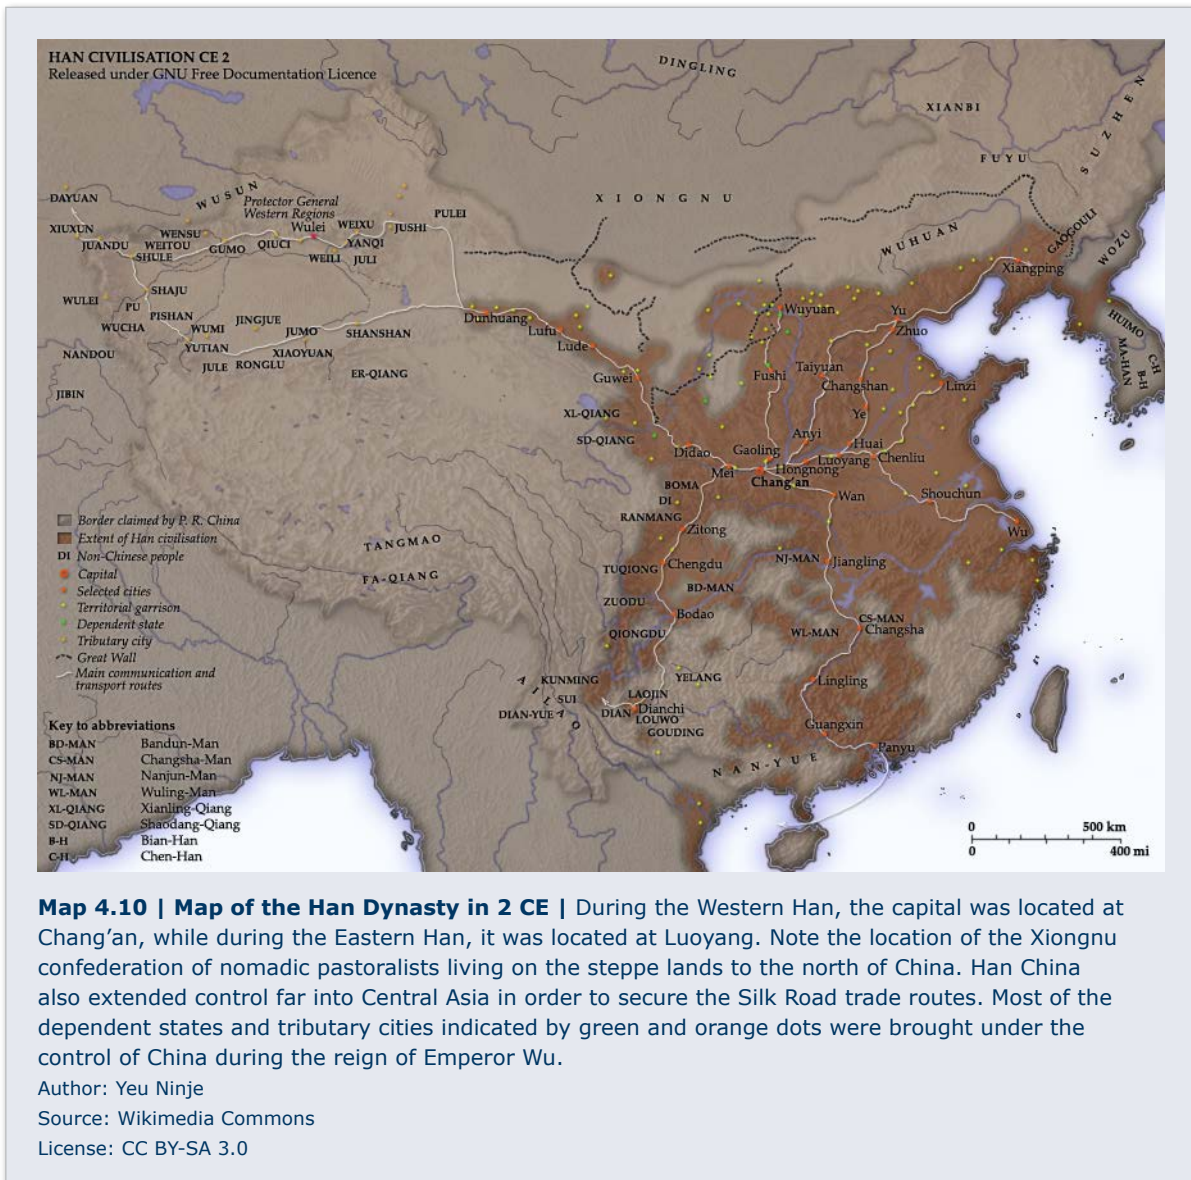 HAN CIVILISATION CE 2
Released under GNU Free Documentation Licence
DINGLING
XIANBI
SUZHEN
FUYU
XIONGNU
WUSUN
DAYUAN
Protector General
Western Regions
Wulei
WEIXU
PULEI
JUSHI
XIUXUN
WENSU
JUANDU
WEITOU
GUMO
QIUCI
YANQI
SHULE
WEILI
JULI
WUHUAN
GAOGOULI
WOZU
Xiangping
SHAJU
WULEI
PU
PISHAN
WUCHA
WUMI
JINGJUE
JUMO
SHANSHAN
YUTIAN
XIAOYUAN
NANDOU
JULE
RONGLU
ER-QIANG
JIBIN
Dunhuang
Lufu
Lude
Guwei
Wuyuan
Yu
Zhuo
HUIMO
MA-HAN
C-H
B-H
Fushi
Taiyuan
Changshan
Linzi
XL-QIANG
Ye
SD-QIANG
Anyi
Huai
Didao
Gaoling
Luoyang
Chenliu
Mei
Hongnong
Chang'an
BOMA
Wan
Shouchun
DI
RANMANG
Zitong
Wu
TANGMAO
FA-QIANG
TUQIONG
Chengdu
NJ-MAN
Jiangling
BD-MAN
ZUODU
Bodao
CS-MAN
QIONGDU
WL-MAN
Changsha
KUNMING
YELANG
Lingling
AILAO
SUI
LAOJIN
DIAN-YUE
DIAN
Dianchi
LOUWO
GOUDING
Guangxin
Panyu
NAN-YUE
Border claimed by P. R. China
Extent of Han civilisation
DI Non-Chinese people
Capital
Selected cities
Territorial garrison
Dependent state
Tributary city
Great Wall
Main communication and
transport routes
Key to abbreviations
BD-MAN Bandun-Man
CS-MAN Changsha-Man
NJ-MAN Nanjun-Man
WL-MAN Wuling-Man
XL-QIANG Xianling-Qiang
SD-QIANG Shaodang-Qiang
B-H Bian-Han
C-H Chen-Han
0 500 km
0 400 mi
Map 4.10 | Map of the Han Dynasty in 2 CE | During the Western Han, the capital was located at
Chang’an, while during the Eastern Han, it was located at Luoyang. Note the location of the Xiongnu
confederation of nomadic pastoralists living on the steppe lands to the north of China. Han China
also extended control far into Central Asia in order to secure the Silk Road trade routes. Most of the
dependent states and tributary cities indicated by green and orange dots were brought under the
control of China during the reign of Emperor Wu.
Author: Yeu Ninje
Source: Wikimedia Commons
License: CC BY-SA 3.0